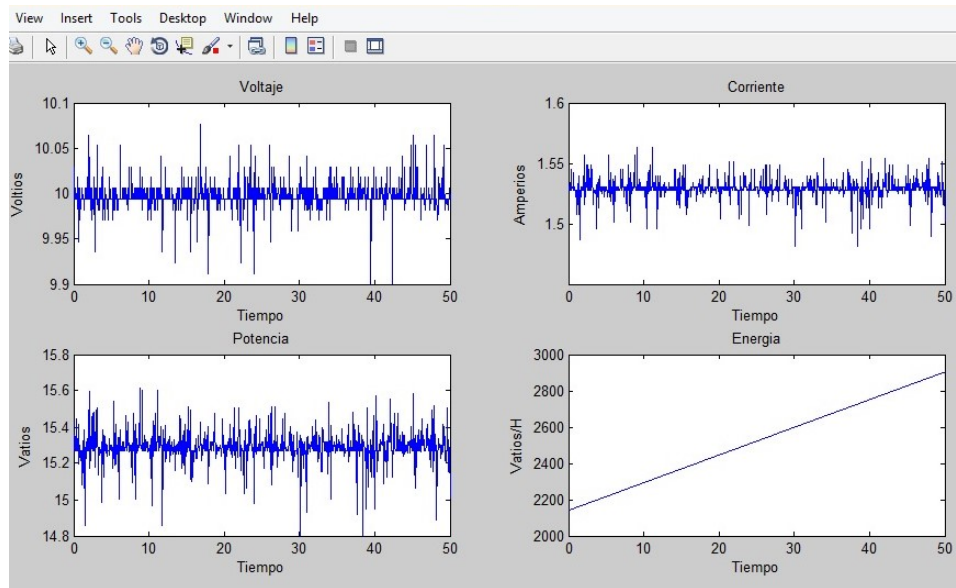 View Insert Tools Desktop Window Help
Voltaje
10.1
10.05
10
9.95
9.9
Voltios
0 10 20 30 40 50
Tiempo
Corriente
1.6
1.55
1.5
Amperios
0 10 20 30 40 50
Tiempo
Potencia
15.8
15.6
15.4
15.2
15
14.8
Vatios
0 10 20 30 40 50
Tiempo
Energia
3000
2800
2600
2400
2200
2000
Vatios/H
0 10 20 30 40 50
Tiempo